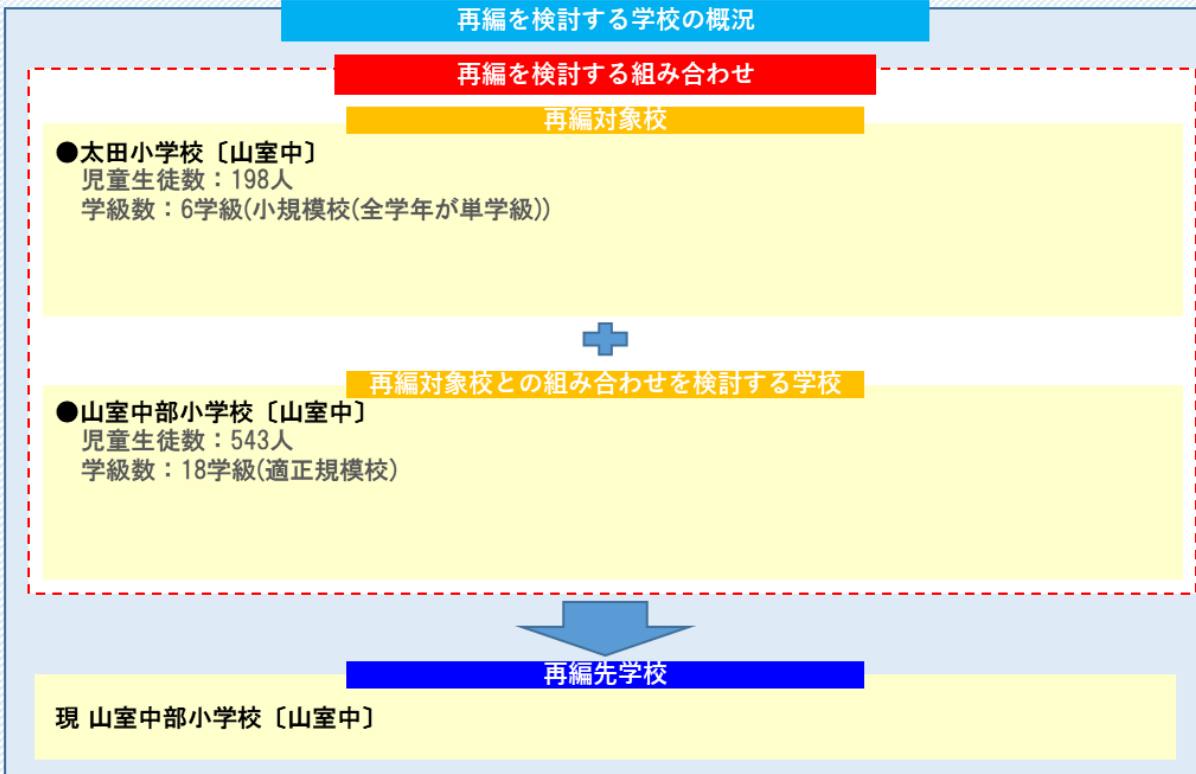 再編を検討する学校の概況
再編を検討する組み合わせ
再編対象校
●太田小学校〔山室中〕
児童生徒数：198人
学級数：6学級(小規模校(全学年が単学級))
再編対象校との組み合わせを検討する学校
●山室中部小学校〔山室中〕
児童生徒数：543人
学級数：18学級(適正規模校)
再編先学校
現 山室中部小学校〔山室中〕